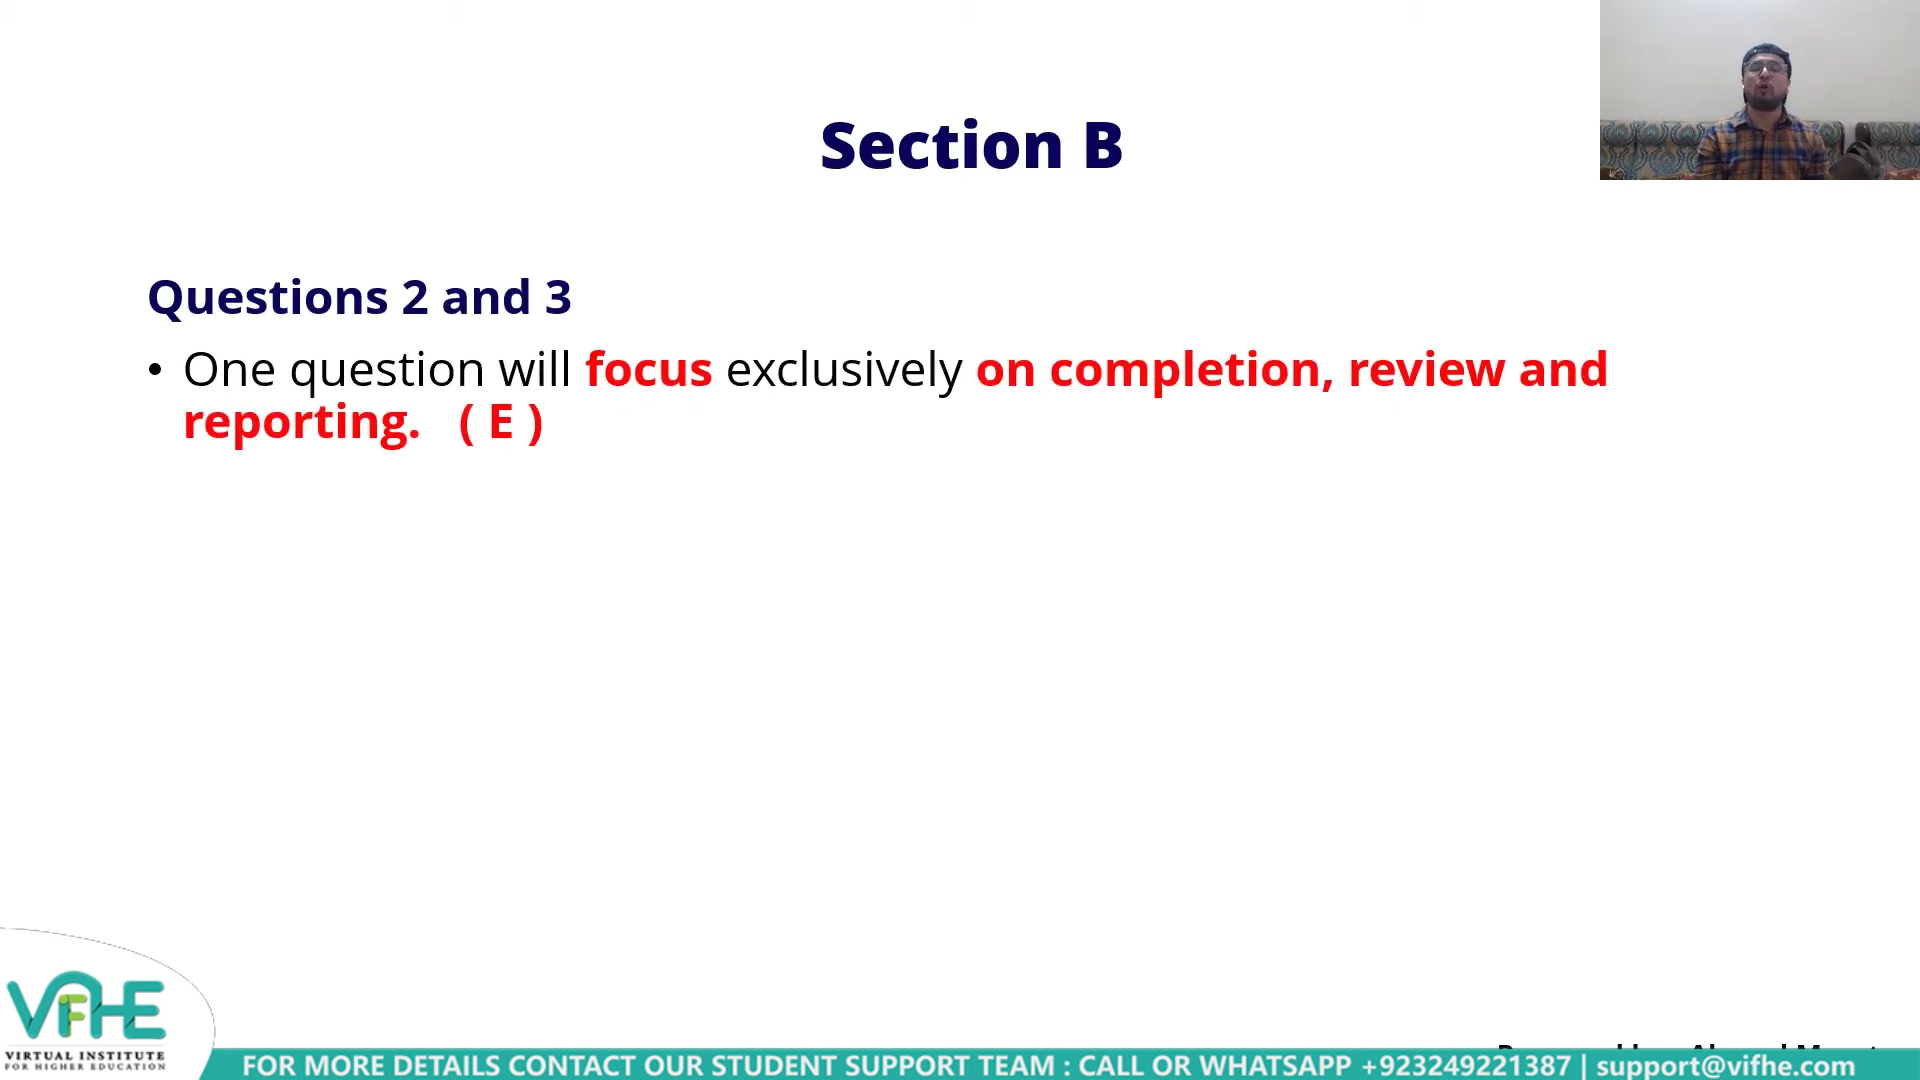 Section B
Questions 2 and 3
• One question will focus exclusively on completion, review and
reporting. ( E )
VIFHE
VIRTUAL INSTITUTE
FOR HIGHER EDUCATION
FOR MORE DETAILS CONTACT OUR STUDENT SUPPORT TEAM : CALL OR WHATSAPP +923249221387 | support@vifhe.com